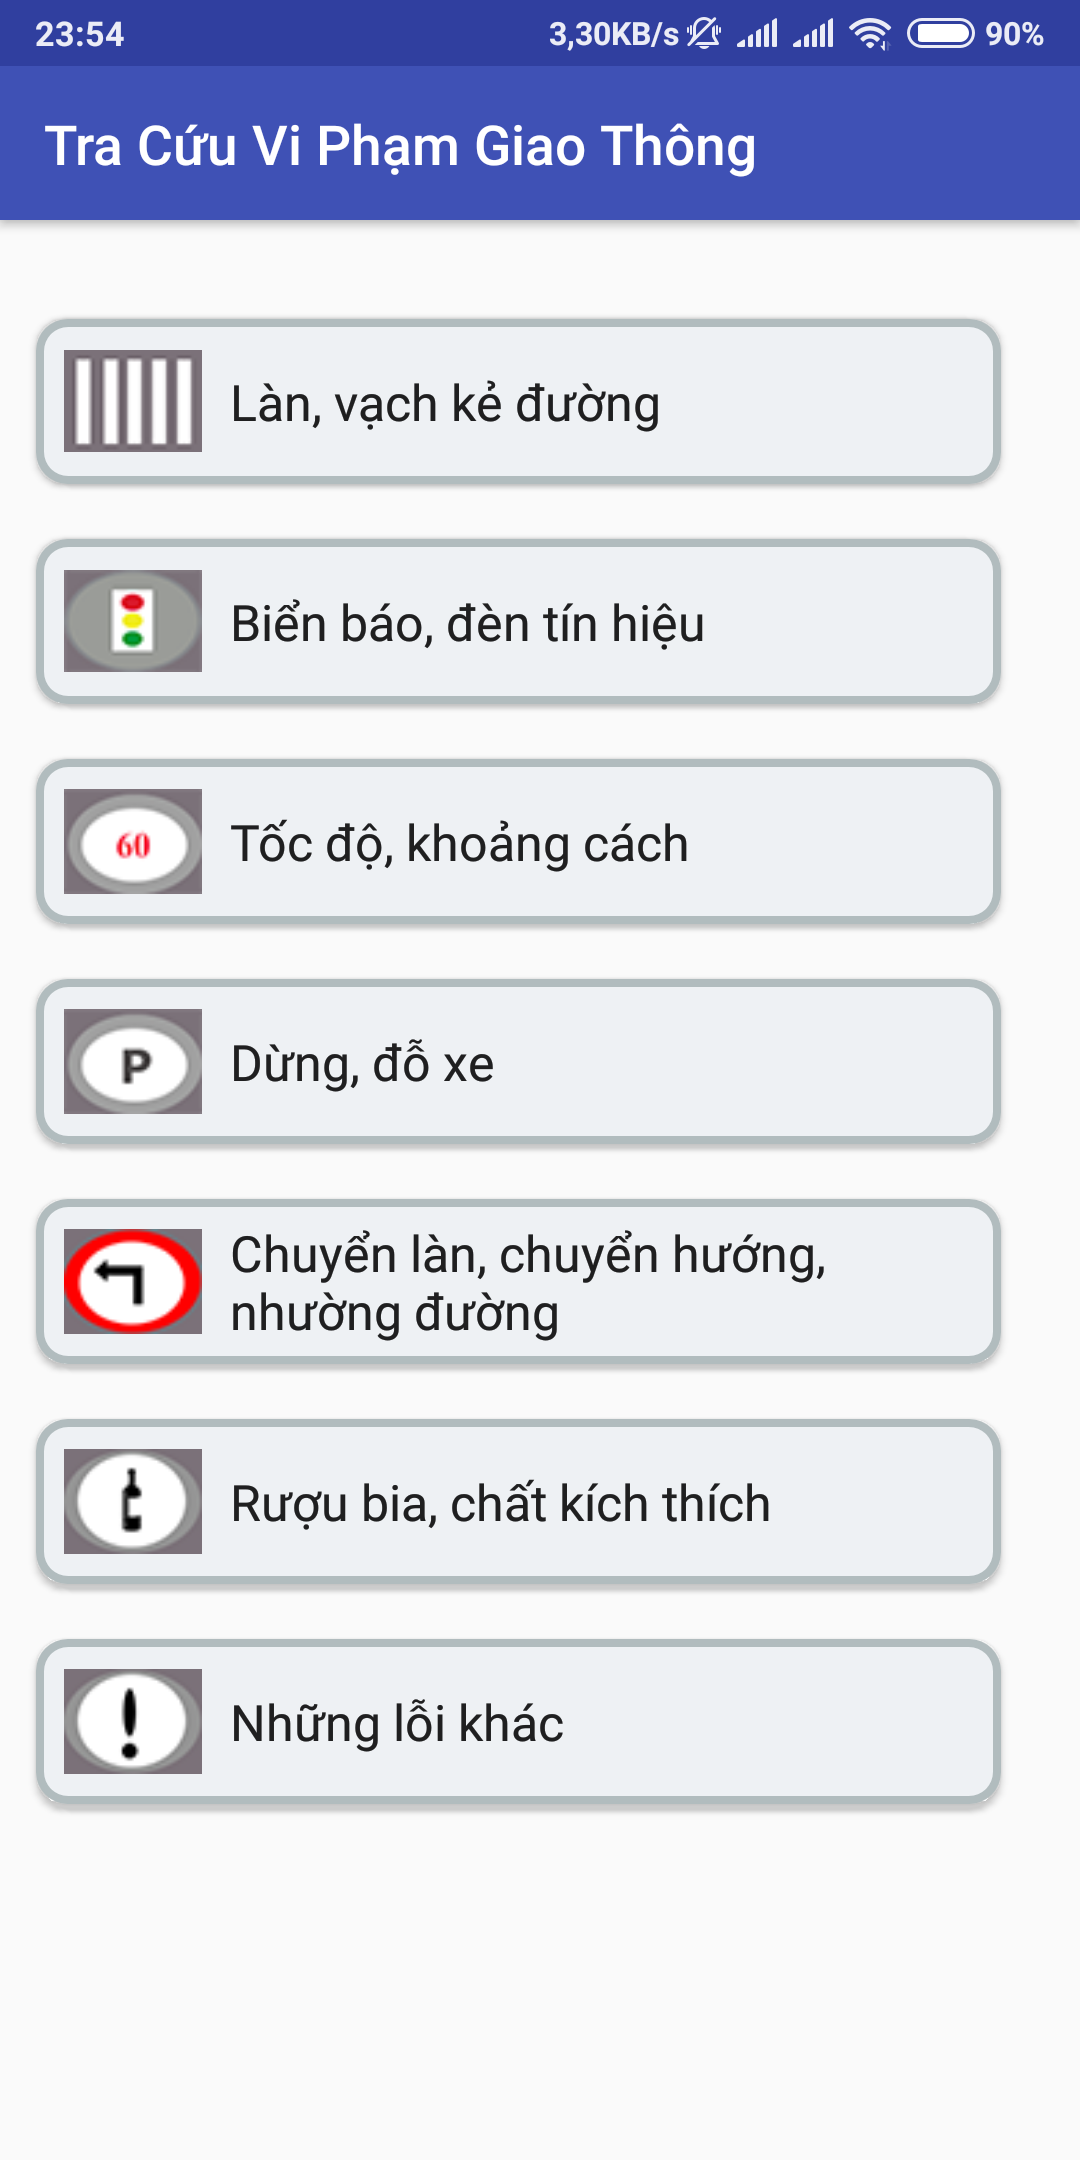 23:54 3,30KB/s 90%
Tra Cứu Vi Phạm Giao Thông
Làn, vạch kẻ đường
Biển báo, đèn tín hiệu
60 Tốc độ, khoảng cách
P Dừng, đỗ xe
Chuyển làn, chuyển hướng,
nhường đường
Rượu bia, chất kích thích
! Những lỗi khác